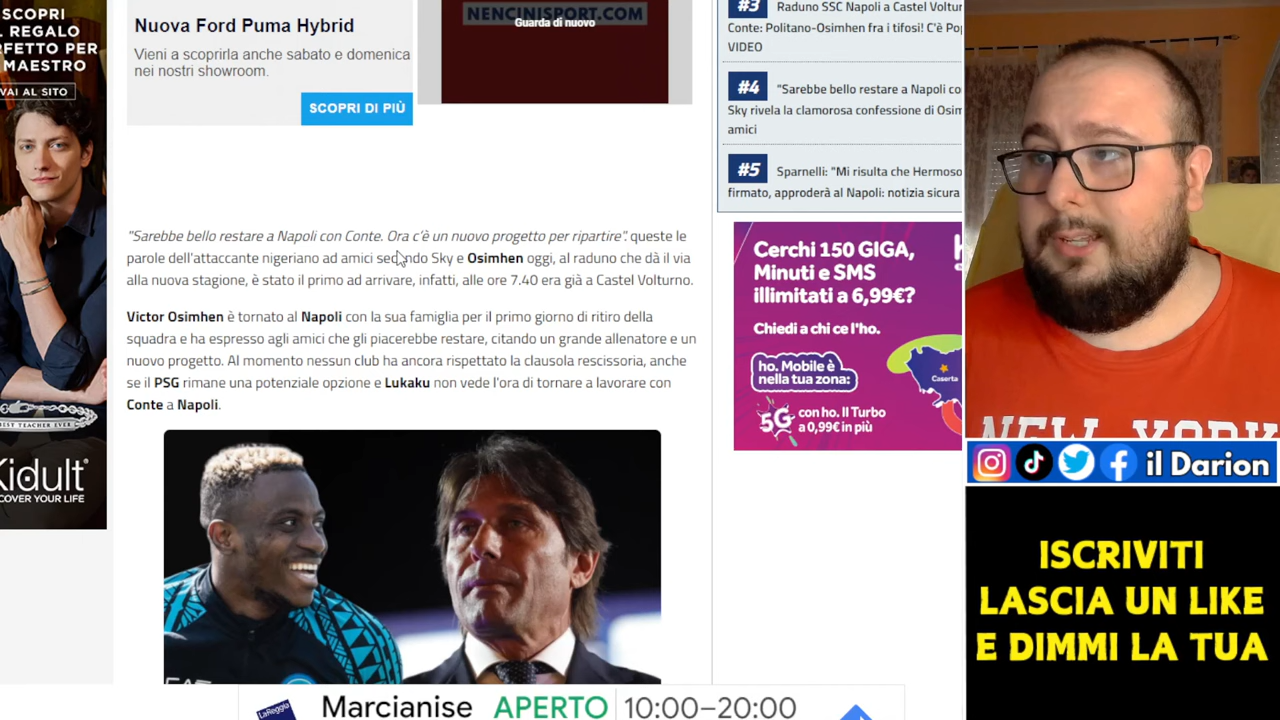 SCOPRI
REGALO
PER
MAESTRO
VAI AL SITO
BEST TEACHER EVER
Kidult
COVER YOUR LIFE
Nuova Ford Puma Hybrid
Vieni a scoprirla anche sabato e domenica
nei nostri showroom.
SCOPRI DI PIÙ
NENCINISPORT.COM
Guarda di nuovo
"Sarebbe bello restare a Napoli con Conte. Ora c'è un nuovo progetto per ripartire". queste le
parole dell'attaccante nigeriano ad amici secondo Sky e Osimhen oggi, al raduno che dà il via
alla nuova stagione, è stato il primo ad arrivare, infatti, alle ore 7.40 era già a Castel Volturno.
Victor Osimhen è tornato al Napoli con la sua famiglia per il primo giorno di ritiro della
squadra e ha espresso agli amici che gli piacerebbe restare, citando un grande allenatore e un
nuovo progetto. Al momento nessun club ha ancora rispettato la clausola rescissoria, anche
se il PSG rimane una potenziale opzione e Lukaku non vede l'ora di tornare a lavorare con
Conte a Napoli.
#3 Raduno SSC Napoli a Castel Voltur
Conte: Politano-Osimhen fra i tifosi! C'è Po
VIDEO
#4 "Sarebbe bello restare a Napoli co
Sky rivela la clamorosa confessione di Osim
amici
#5 Sparnelli: "Mi risulta che Hermoso
firmato, approderà al Napoli: notizia sicura
Cerchi 150 GIGA,
Minuti e SMS
illimitati a 6,99€?
Chiedi a chi ce l'ho.
ho. Mobile è
nella tua zona:
Caserta
5G con ho. Il Turbo
a 0,99€ in più
NEW YORK
il Darion
ISCRIVITI
LASCIA UN LIKE
E DIMMI LA TUA
LaReggia
Marcianise APERTO 10:00–20:00